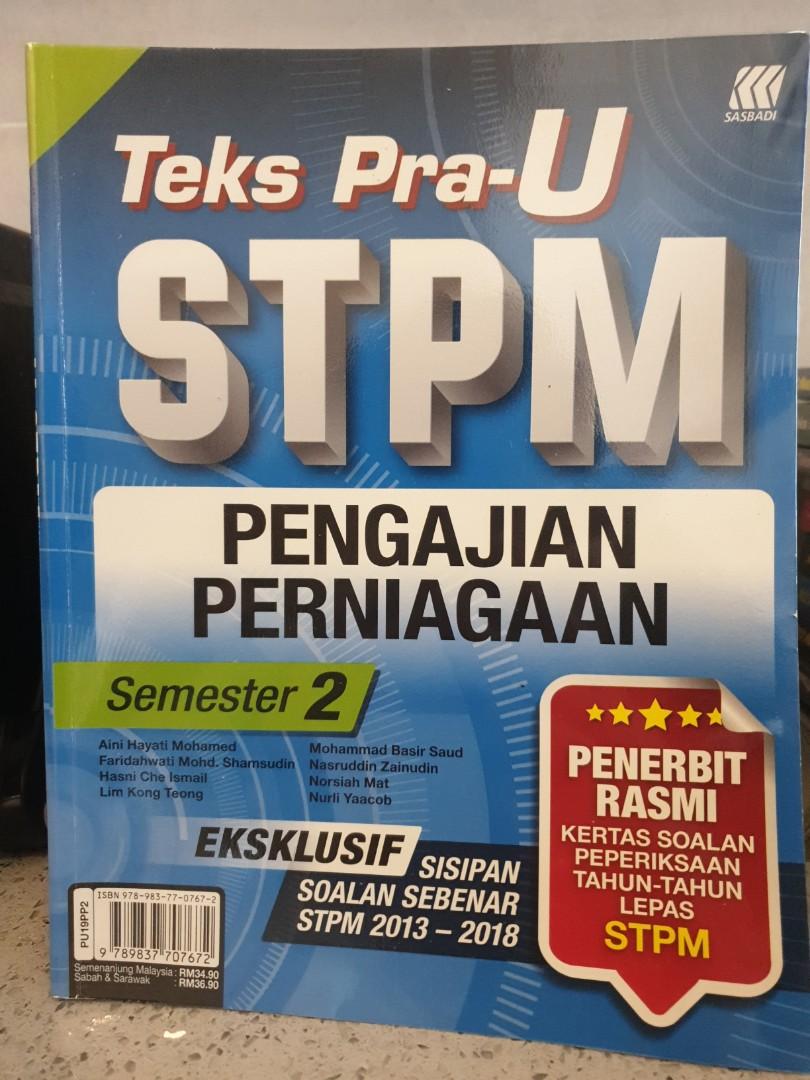 SASBADI
Teks Pra-U
STPM
PENGAJIAN
PERNIAGAAN
Semester 2
Aini Hayati Mohamed
Faridahwati Mohd. Shamsudin
Hasni Che Ismail
Lim Kong Teong
Mohammad Basir Saud
Nasruddin Zainudin
Norsiah Mat
Nurli Yaacob
PENERBIT
RASMI
KERTAS SOALAN
PEPERIKSAAN
TAHUN-TAHUN
LEPAS
STPM
EKSKLUSIF SISIPAN
SOALAN SEBENAR
STPM 2013 – 2018
PU19PP2
ISBN 978-983-77-0767-2
9 789837 707672
Semenanjung Malaysia : RM34.90
Sabah & Sarawak : RM36.90